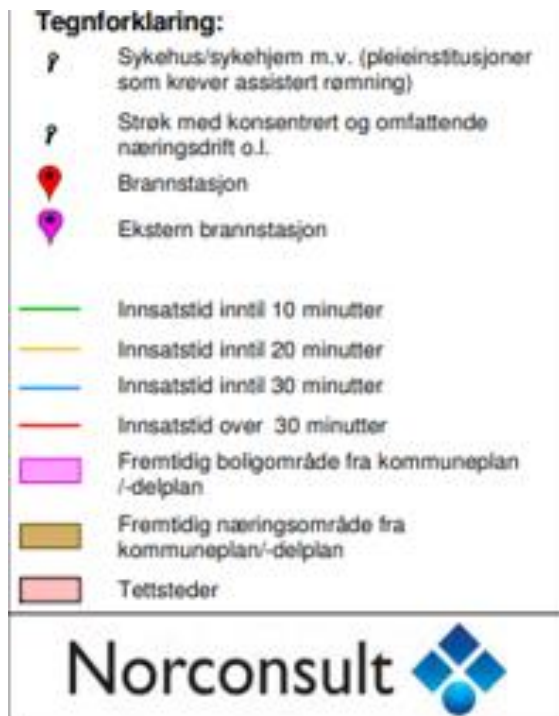 Tegnforklaring:
Sykehus/sykehjem m.v. (pleieinstitusjoner
som krever assistert rømning)
Strøk med konsentrert og omfattende
næringsdrift o.l.
Brannstasjon
Ekstern brannstasjon
Innsatstid inntil 10 minutter
Innsatstid inntil 20 minutter
Innsatstid inntil 30 minutter
Innsatstid over 30 minutter
Fremtidig boligområde fra kommuneplan
/-delplan
Fremtidig næringsområde fra
kommuneplan/-delplan
Tettsteder
Norconsult